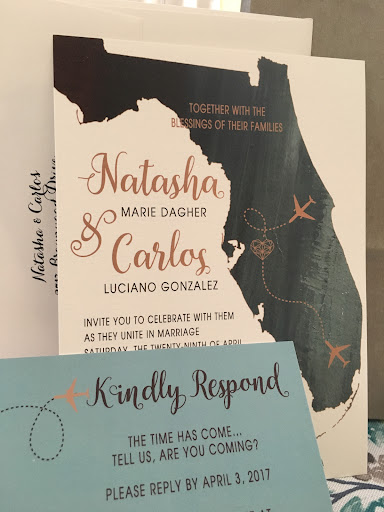 TOGETHER WITH THE
BLESSINGS OF THEIR FAMILIES
Natasha
MARIE DAGHER
&
Carlos
LUCIANO GONZALEZ
INVITE YOU TO CELEBRATE WITH THEM
AS THEY UNITE IN MARRIAGE
SATURDAY, THE TWENTY-NINTH OF APRIL
Kindly Respond
THE TIME HAS COME...
TELL US, ARE YOU COMING?
PLEASE REPLY BY APRIL 3, 2017
Natasha & Carlos